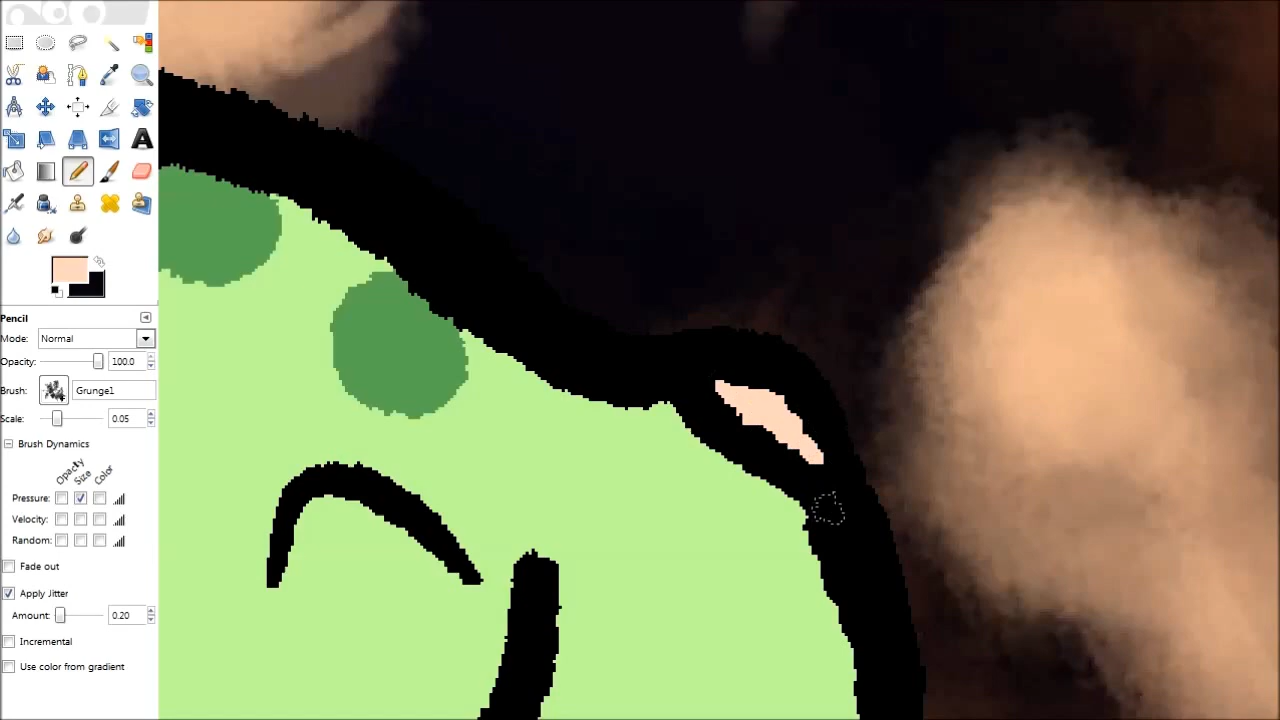 Pencil
Mode: Normal
Opacity: 100.0
Brush: Grunge1
Scale: 0.05
Brush Dynamics
Opacity Size Color
Pressure:
Velocity:
Random:
Fade out
Apply Jitter
Amount: 0.20
Incremental
Use color from gradient